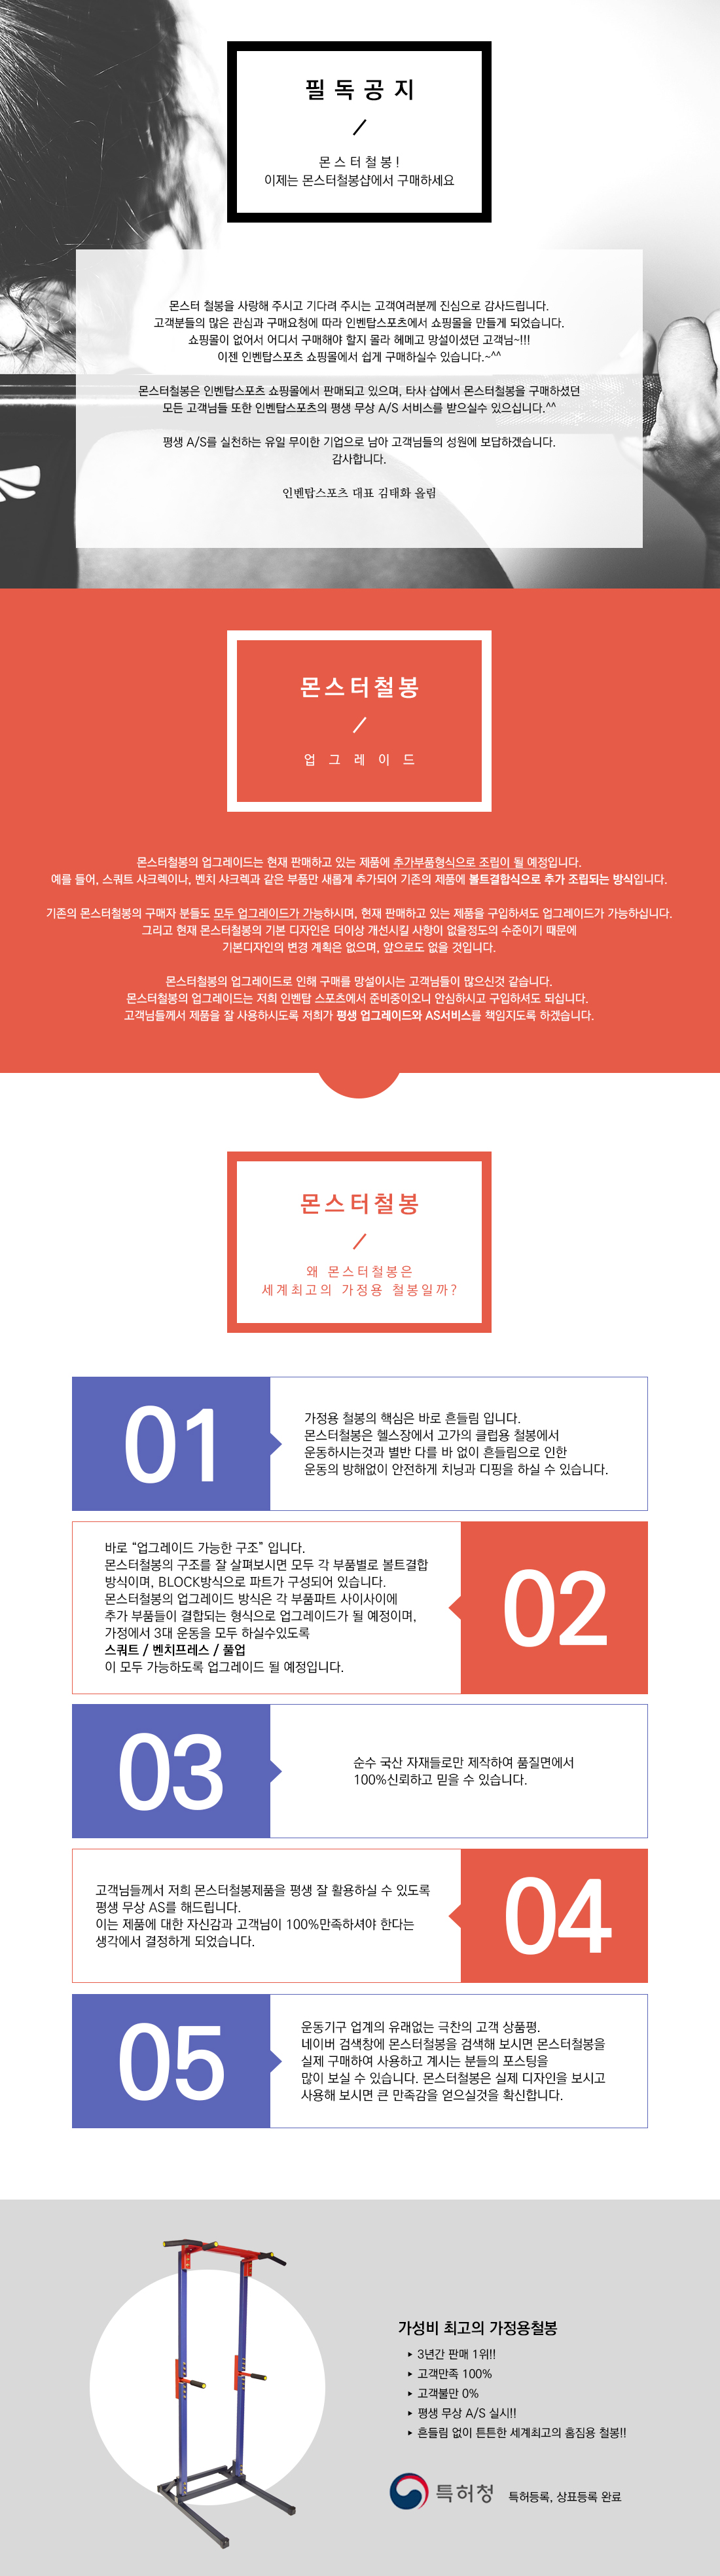 필독공지
몬스터철봉!
이제는 몬스터철봉샵에서 구매하세요
몬스터 철봉을 사랑해 주시고 기다려 주시는 고객여러분께 진심으로 감사드립니다.
고객분들의 많은 관심과 구매요청에 따라 인벤탑스포츠에서 쇼핑몰을 만들게 되었습니다.
쇼핑몰이 없어서 어디서 구매해야 할지 몰라 헤메고 망설이셨던 고객님~!!!
이젠 인벤탑스포츠 쇼핑몰에서 쉽게 구매하실수 있습니다.~^^
몬스터철봉은 인벤탑스포츠 쇼핑몰에서 판매되고 있으며, 타사 샵에서 몬스터철봉을 구매하셨던
모든 고객님들 또한 인벤탑스포츠의 평생 무상 A/S 서비스를 받으실수 있으십니다.^^
평생 A/S를 실천하는 유일 무이한 기업으로 남아 고객님들의 성원에 보답하겠습니다.
감사합니다.
인벤탑스포츠 대표 김태화 올림
몬스터철봉
업그레이드
몬스터철봉의 업그레이드는 현재 판매하고 있는 제품에 추가부품형식으로 조립이 될 예정입니다.
예를 들어, 스쿼트 샤크렉이나, 벤치 샤크렉과 같은 부품만 새롭게 추가되어 기존의 제품에 볼트결합식으로 추가 조립되는 방식입니다.
기존의 몬스터철봉의 구매자 분들도 모두 업그레이드가 가능하시며, 현재 판매하고 있는 제품을 구입하셔도 업그레이드가 가능하십니다.
그리고 현재 몬스터철봉의 기본 디자인은 더이상 개선시킬 사항이 없을정도의 수준이기 때문에
기본디자인의 변경 계획은 없으며, 앞으로도 없을 것입니다.
몬스터철봉의 업그레이드로 인해 구매를 망설이시는 고객님들이 많으신것 같습니다.
몬스터철봉의 업그레이드는 저희 인벤탑 스포츠에서 준비중이오니 안심하시고 구입하셔도 되십니다.
고객님들께서 제품을 잘 사용하시도록 저희가 평생 업그레이드와 AS서비스를 책임지도록 하겠습니다.
몬스터철봉
왜 몬스터철봉은
세계최고의 가정용 철봉일까?
01
가정용 철봉의 핵심은 바로 흔들림 입니다.
몬스터철봉은 헬스장에서 고가의 클럽용 철봉에서
운동하시는것과 별반 다를 바 없이 흔들림으로 인한
운동의 방해없이 안전하게 치닝과 디핑을 하실 수 있습니다.
바로 “업그레이드 가능한 구조” 입니다.
몬스터철봉의 구조를 잘 살펴보시면 모두 각 부품별로 볼트결합
방식이며, BLOCK방식으로 파트가 구성되어 있습니다.
몬스터철봉의 업그레이드 방식은 각 부품파트 사이사이에
추가 부품들이 결합되는 형식으로 업그레이드가 될 예정이며,
가정에서 3대 운동을 모두 하실수있도록
스쿼트 / 벤치프레스 / 풀업
이 모두 가능하도록 업그레이드 될 예정입니다.
02
03
순수 국산 자재들로만 제작하여 품질면에서
100%신뢰하고 믿을 수 있습니다.
고객님들께서 저희 몬스터철봉제품을 평생 잘 활용하실 수 있도록
평생 무상 AS를 해드립니다.
이는 제품에 대한 자신감과 고객님이 100%만족하셔야 한다는
생각에서 결정하게 되었습니다.
04
05
운동기구 업계의 유래없는 극찬의 고객 상품평.
네이버 검색창에 몬스터철봉을 검색해 보시면 몬스터철봉을
실제 구매하여 사용하고 계시는 분들의 포스팅을
많이 보실 수 있습니다. 몬스터철봉은 실제 디자인을 보시고
사용해 보시면 큰 만족감을 얻으실것을 확신합니다.
가성비 최고의 가정용철봉
▸ 3년간 판매 1위!!
▸ 고객만족 100%
▸ 고객불만 0%
▸ 평생 무상 A/S 실시!!
▸ 흔들림 없이 튼튼한 세계최고의 홈짐용 철봉!!
특허청 특허등록, 상표등록 완료